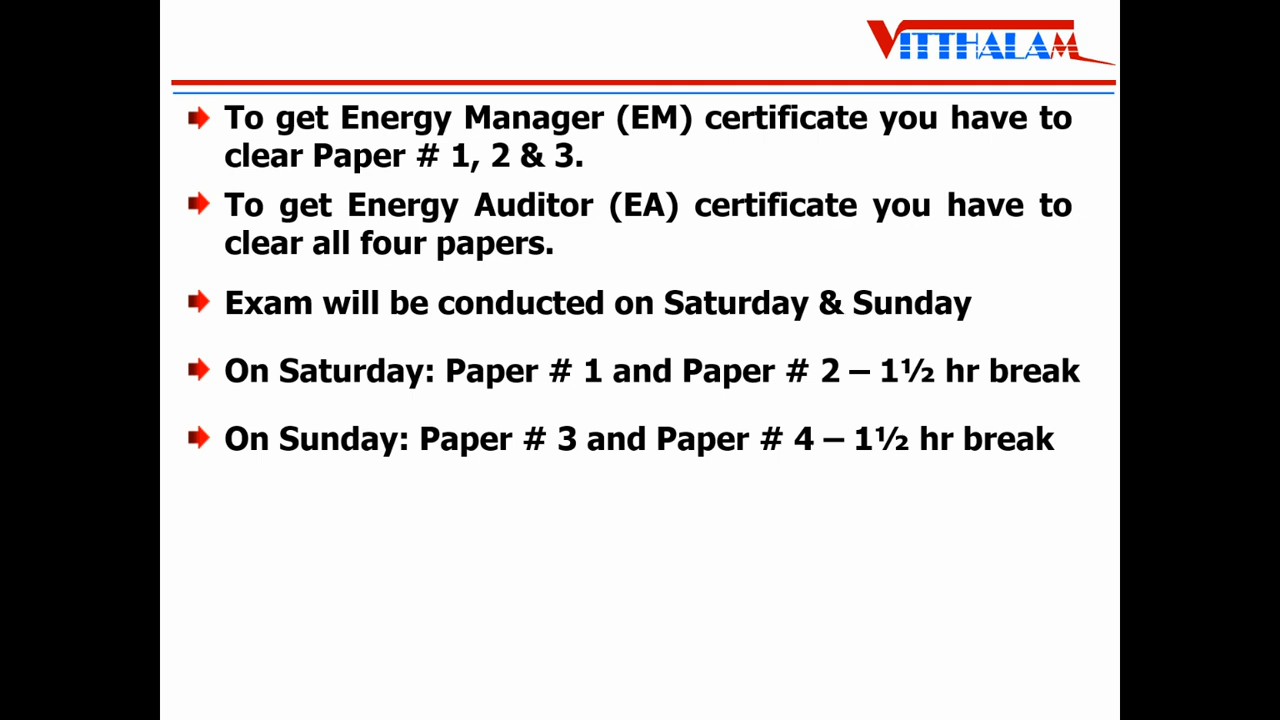 VITTHALAM
To get Energy Manager (EM) certificate you have to
clear Paper # 1, 2 & 3.
To get Energy Auditor (EA) certificate you have to
clear all four papers.
Exam will be conducted on Saturday & Sunday
On Saturday: Paper # 1 and Paper # 2 – 1½ hr break
On Sunday: Paper # 3 and Paper # 4 – 1½ hr break